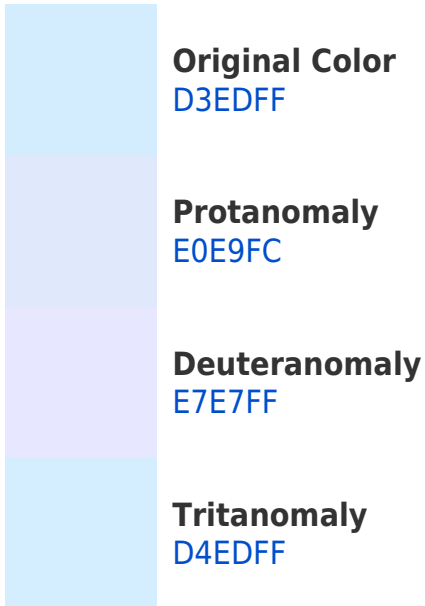 Original Color
D3EDFF
Protanomaly
E0E9FC
Deuteranomaly
E7E7FF
Tritanomaly
D4EDFF